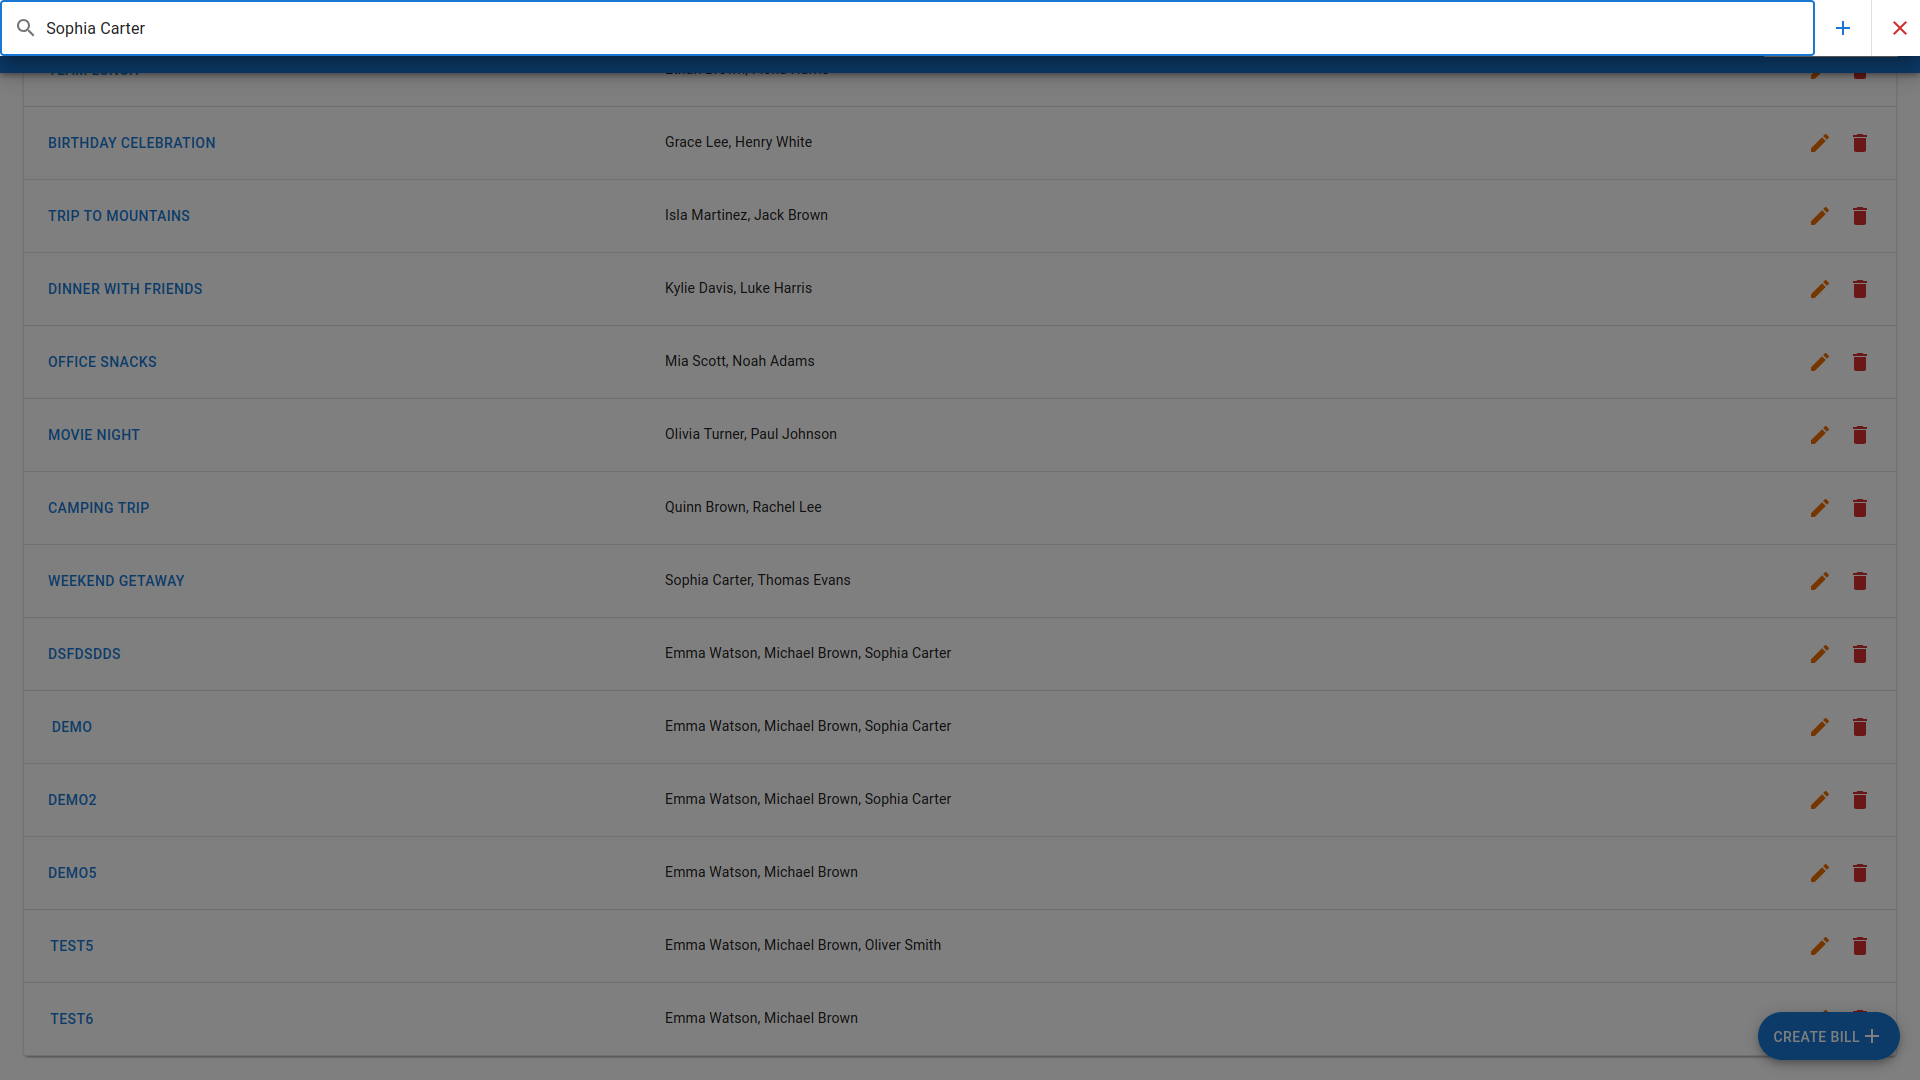 Sophia Carter
BIRTHDAY CELEBRATION Grace Lee, Henry White
TRIP TO MOUNTAINS Isla Martinez, Jack Brown
DINNER WITH FRIENDS Kylie Davis, Luke Harris
OFFICE SNACKS Mia Scott, Noah Adams
MOVIE NIGHT Olivia Turner, Paul Johnson
CAMPING TRIP Quinn Brown, Rachel Lee
WEEKEND GETAWAY Sophia Carter, Thomas Evans
DSFDSDDS Emma Watson, Michael Brown, Sophia Carter
DEMO Emma Watson, Michael Brown, Sophia Carter
DEMO2 Emma Watson, Michael Brown, Sophia Carter
DEMO5 Emma Watson, Michael Brown
TEST5 Emma Watson, Michael Brown, Oliver Smith
TEST6 Emma Watson, Michael Brown
CREATE BILL